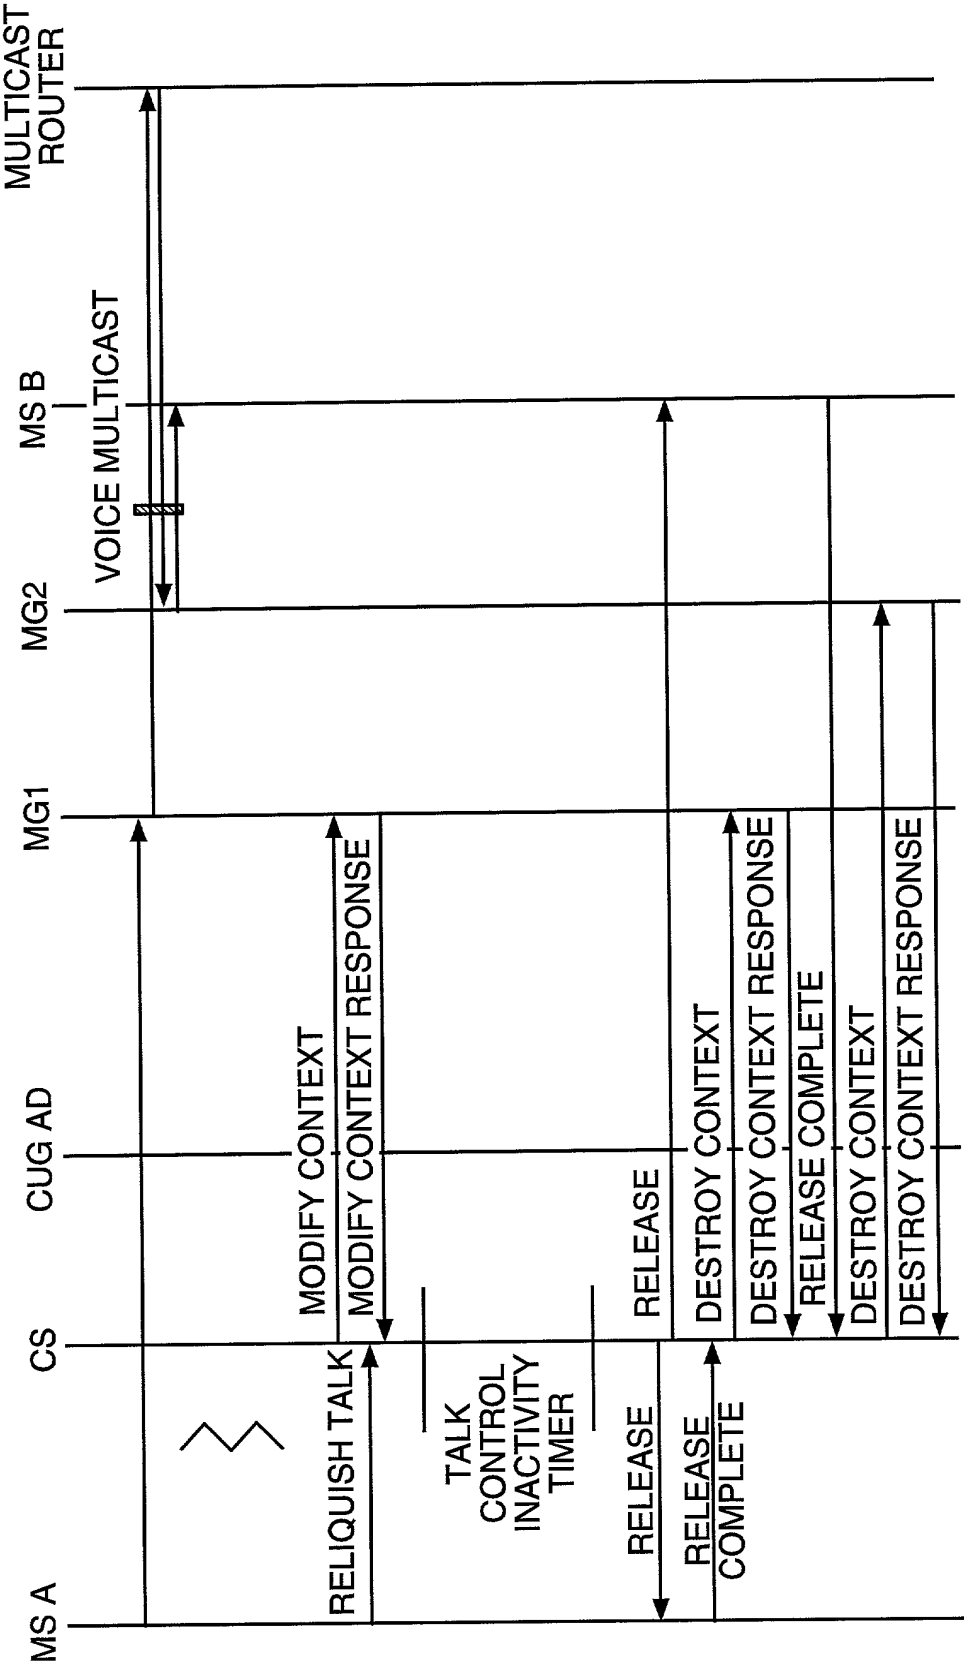 MS A
CS
CUG AD
MG1
MG2
MS B
MULTICAST
ROUTER
VOICE MULTICAST
MODIFY CONTEXT
RELIQUISH TALK
MODIFY CONTEXT RESPONSE
TALK
CONTROL
INACTIVITY
TIMER
RELEASE
RELEASE
RELEASE
COMPLETE
DESTROY CONTEXT
DESTROY CONTEXT RESPONSE
RELEASE COMPLETE
DESTROY CONTEXT
DESTROY CONTEXT RESPONSE